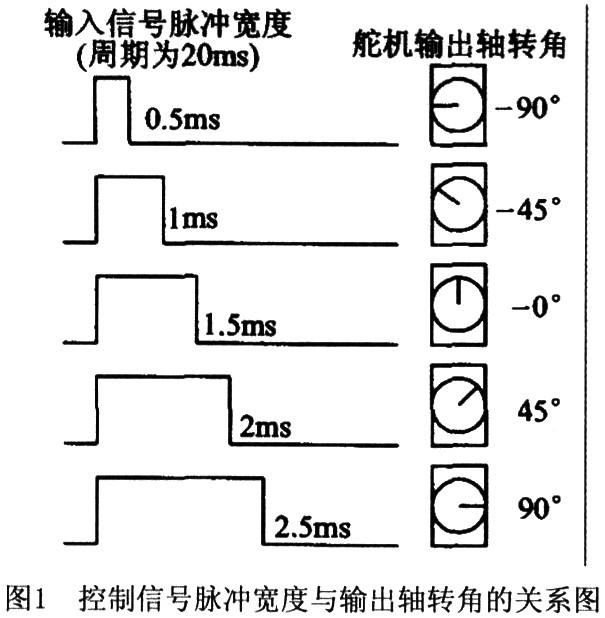 输入信号脉冲宽度
(周期为20ms)
舵机输出轴转角
0.5ms
−90°
1ms
−45°
1.5ms
−0°
2ms
45°
2.5ms
90°
图1 控制信号脉冲宽度与输出轴转角的关系图